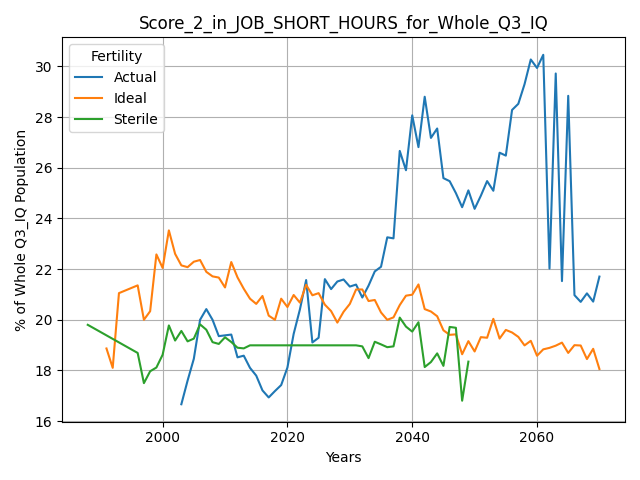 Score_2_in_JOB_SHORT_HOURS_for_Whole_Q3_IQ
Fertility
Actual
Ideal
Sterile
% of Whole Q3_IQ Population
30
28
26
24
22
20
18
16
2000
2020
2040
2060
Years